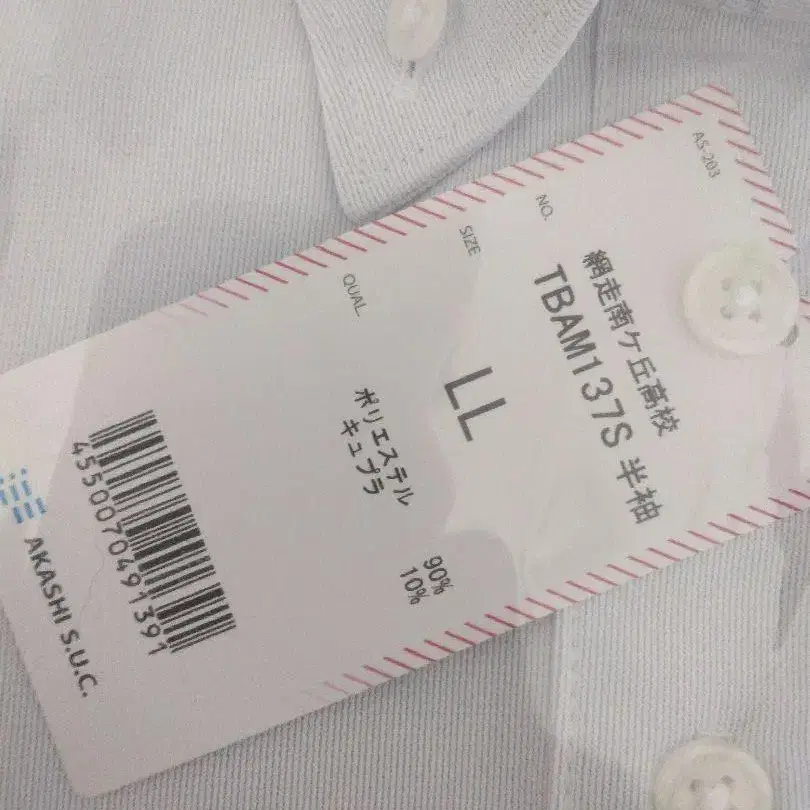 AS-203
NO.
網走南ケ丘高校
TBAM137S 半袖
SIZE
LL
QUAL.
ポリエステル 90%
キュプラ 10%
4550070491391
AKASHI S.U.C.